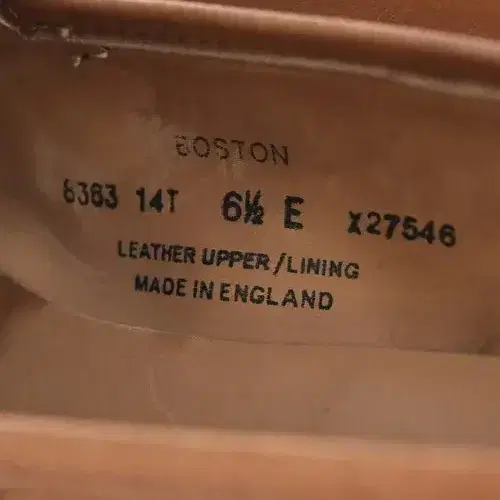 BOSTON
6363 14T 6½ E X27546
LEATHER UPPER/LINING
MADE IN ENGLAND